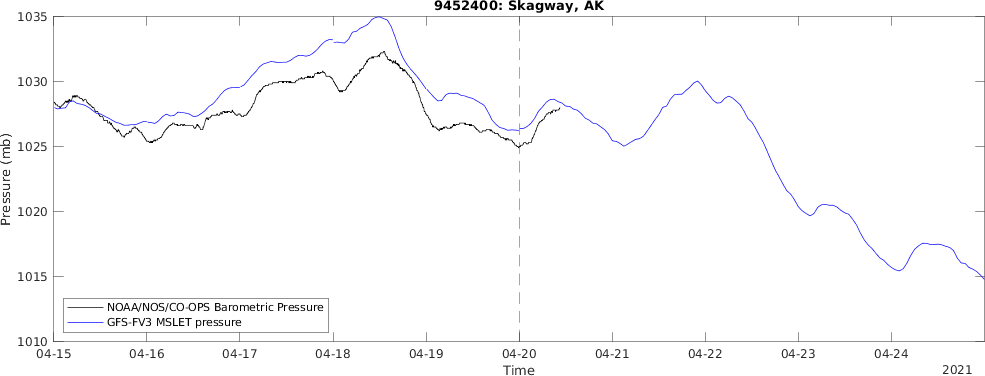 9452400: Skagway, AK
Pressure (mb)
1035
1030
1025
1020
1015
1010
NOAA/NOS/CO-OPS Barometric Pressure
GFS-FV3 MSLET pressure
04-15 04-16 04-17 04-18 04-19 04-20 04-21 04-22 04-23 04-24
Time
2021